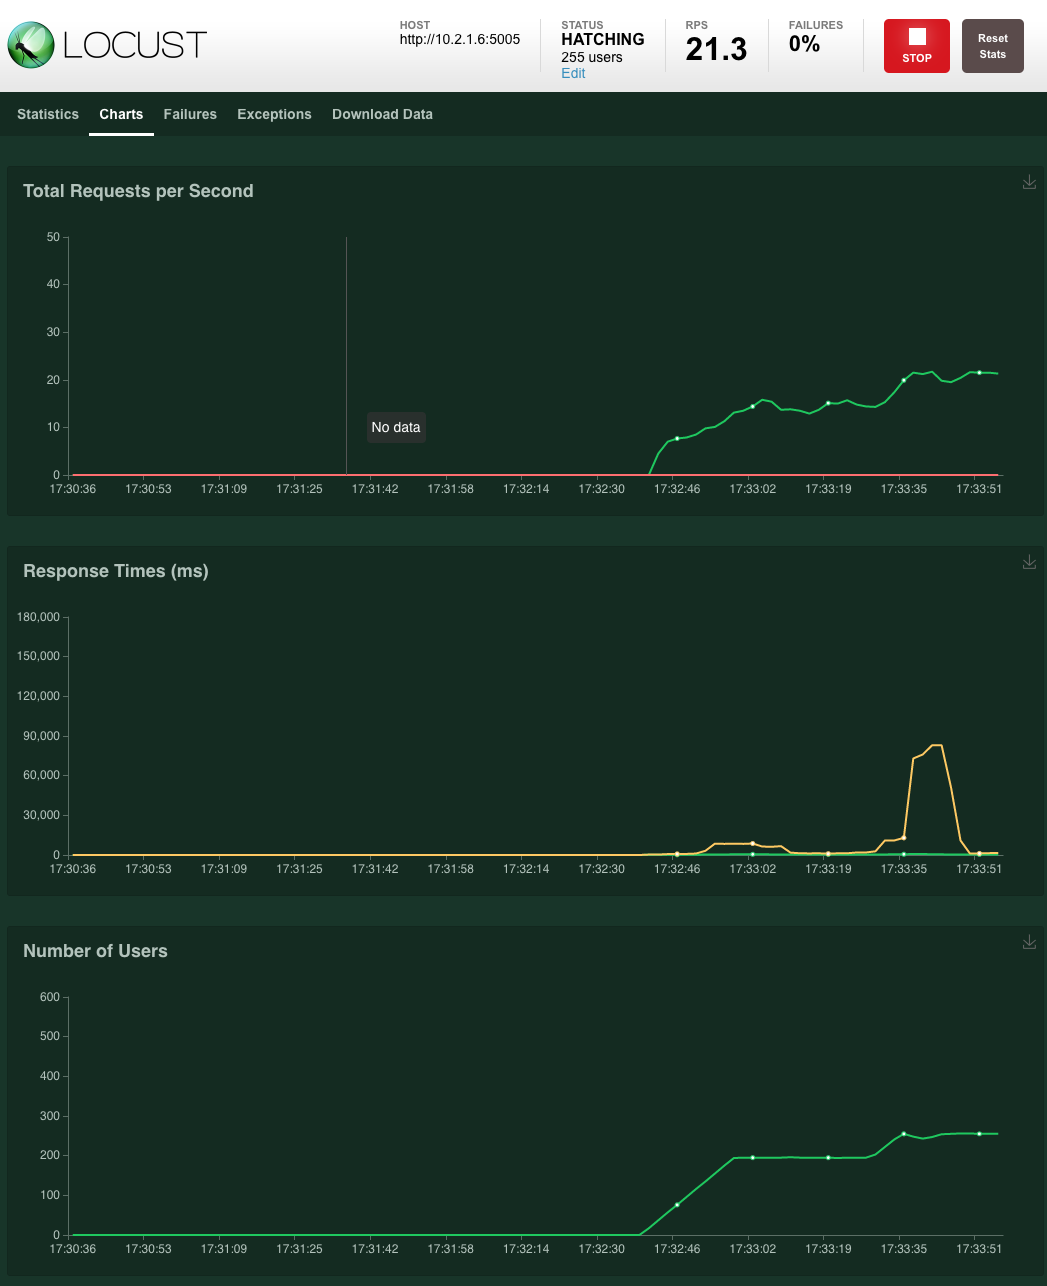 LOCUST
HOST
http://10.2.1.6:5005
STATUS
HATCHING
255 users
Edit
RPS
21.3
FAILURES
0%
STOP
Reset
Stats
Statistics Charts Failures Exceptions Download Data
Total Requests per Second
50
40
30
20
10
0
No data
17:30:36 17:30:53 17:31:09 17:31:25 17:31:42 17:31:58 17:32:14 17:32:30 17:32:46 17:33:02 17:33:19 17:33:35 17:33:51
Response Times (ms)
180,000
150,000
120,000
90,000
60,000
30,000
0
17:30:36 17:30:53 17:31:09 17:31:25 17:31:42 17:31:58 17:32:14 17:32:30 17:32:46 17:33:02 17:33:19 17:33:35 17:33:51
Number of Users
600
500
400
300
200
100
0
17:30:36 17:30:53 17:31:09 17:31:25 17:31:42 17:31:58 17:32:14 17:32:30 17:32:46 17:33:02 17:33:19 17:33:35 17:33:51